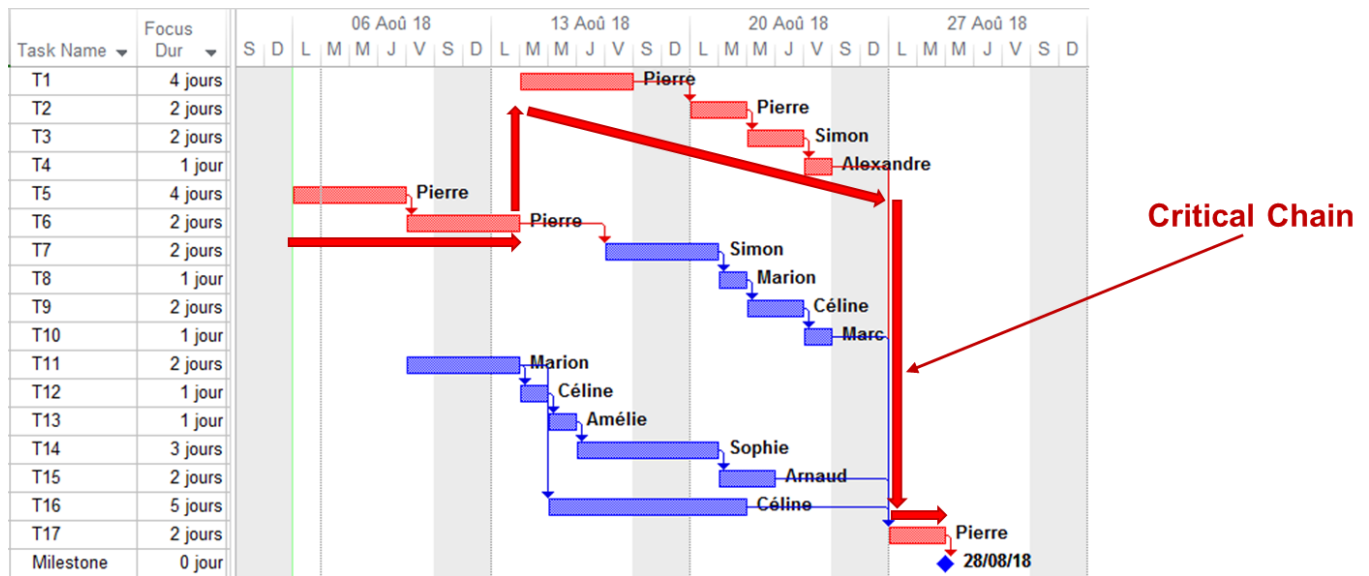 06 Aoû 18 13 Aoû 18 20 Aoû 18 27 Aoû 18
Task Name Focus Dur S D L M M J V S D L M M J V S D L M M J V S D L M M J V S D
T1 4 jours Pierre
T2 2 jours Pierre
T3 2 jours Simon
T4 1 jour Alexandre
T5 4 jours Pierre
T6 2 jours Pierre
Critical Chain
T7 2 jours Simon
T8 1 jour Marion
T9 2 jours Céline
T10 1 jour Marc
T11 2 jours Marion
T12 1 jour Céline
T13 1 jour Amélie
T14 3 jours Sophie
T15 2 jours Arnaud
T16 5 jours Céline
T17 2 jours Pierre
Milestone 0 jour 28/08/18